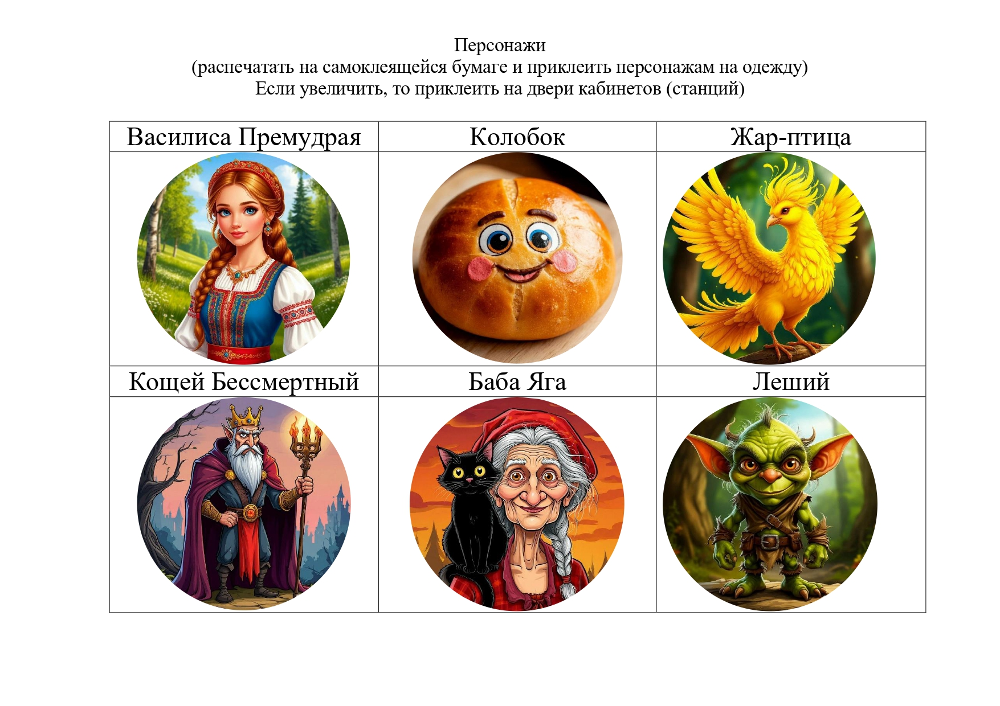 Персонажи
(распечатать на самоклеящейся бумаге и приклеить персонажам на одежду)
Если увеличить, то приклеить на двери кабинетов (станций)
Василиса Премудрая
Колобок
Жар-птица
Кощей Бессмертный
Баба Яга
Леший